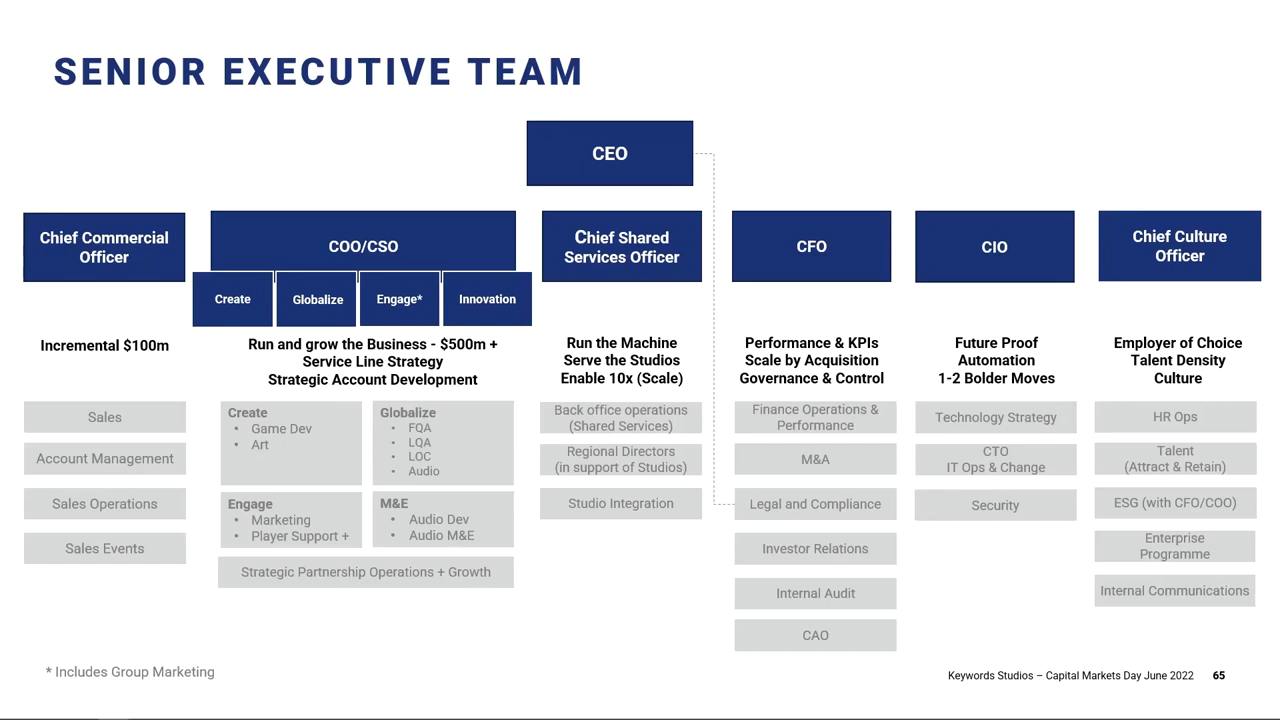 SENIOR EXECUTIVE TEAM
CEO
Chief Commercial
Officer
COO/CSO
Create
Globalize
Engage*
Innovation
Chief Shared
Services Officer
CFO
CIO
Chief Culture
Officer
Incremental $100m
Run and grow the Business - $500m +
Service Line Strategy
Strategic Account Development
Run the Machine
Serve the Studios
Enable 10x (Scale)
Performance & KPIs
Scale by Acquisition
Governance & Control
Future Proof
Automation
1-2 Bolder Moves
Employer of Choice
Talent Density
Culture
Sales
Account Management
Sales Operations
Sales Events
Create
• Game Dev
• Art
Globalize
• FQA
• LQA
• LOC
• Audio
Engage
• Marketing
• Player Support +
M&E
• Audio Dev
• Audio M&E
Strategic Partnership Operations + Growth
Back office operations
(Shared Services)
Regional Directors
(in support of Studios)
Studio Integration
Finance Operations &
Performance
M&A
Legal and Compliance
Investor Relations
Internal Audit
CAO
Technology Strategy
CTO
IT Ops & Change
Security
HR Ops
Talent
(Attract & Retain)
ESG (with CFO/COO)
Enterprise
Programme
Internal Communications
* Includes Group Marketing
Keywords Studios – Capital Markets Day June 2022 65